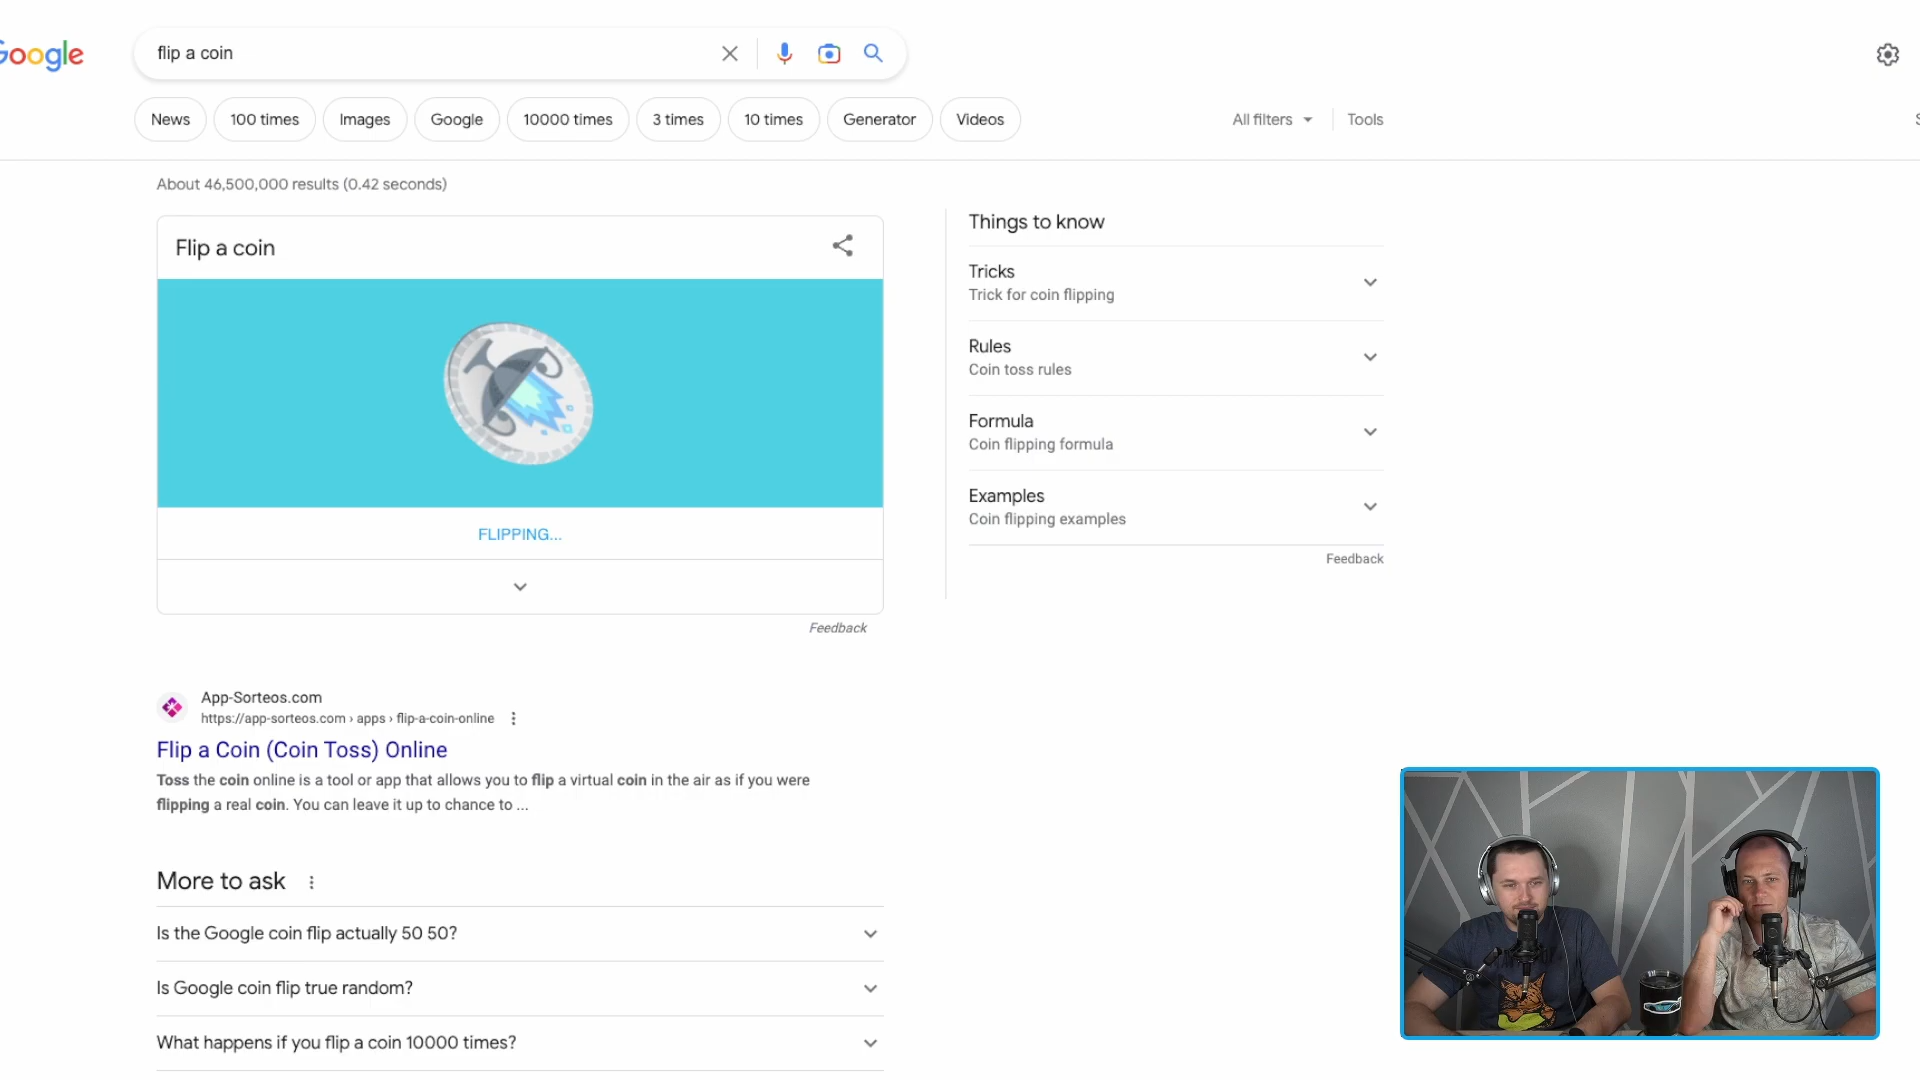 Google
flip a coin
News
100 times
Images
Google
10000 times
3 times
10 times
Generator
Videos
All filters
Tools
About 46,500,000 results (0.42 seconds)
Flip a coin
FLIPPING...
Feedback
Things to know
Tricks
Trick for coin flipping
Rules
Coin toss rules
Formula
Coin flipping formula
Examples
Coin flipping examples
Feedback
App-Sorteos.com
https://app-sorteos.com › apps › flip-a-coin-online
Flip a Coin (Coin Toss) Online
Toss the coin online is a tool or app that allows you to flip a virtual coin in the air as if you were
flipping a real coin. You can leave it up to chance to ...
More to ask
Is the Google coin flip actually 50 50?
Is Google coin flip true random?
What happens if you flip a coin 10000 times?